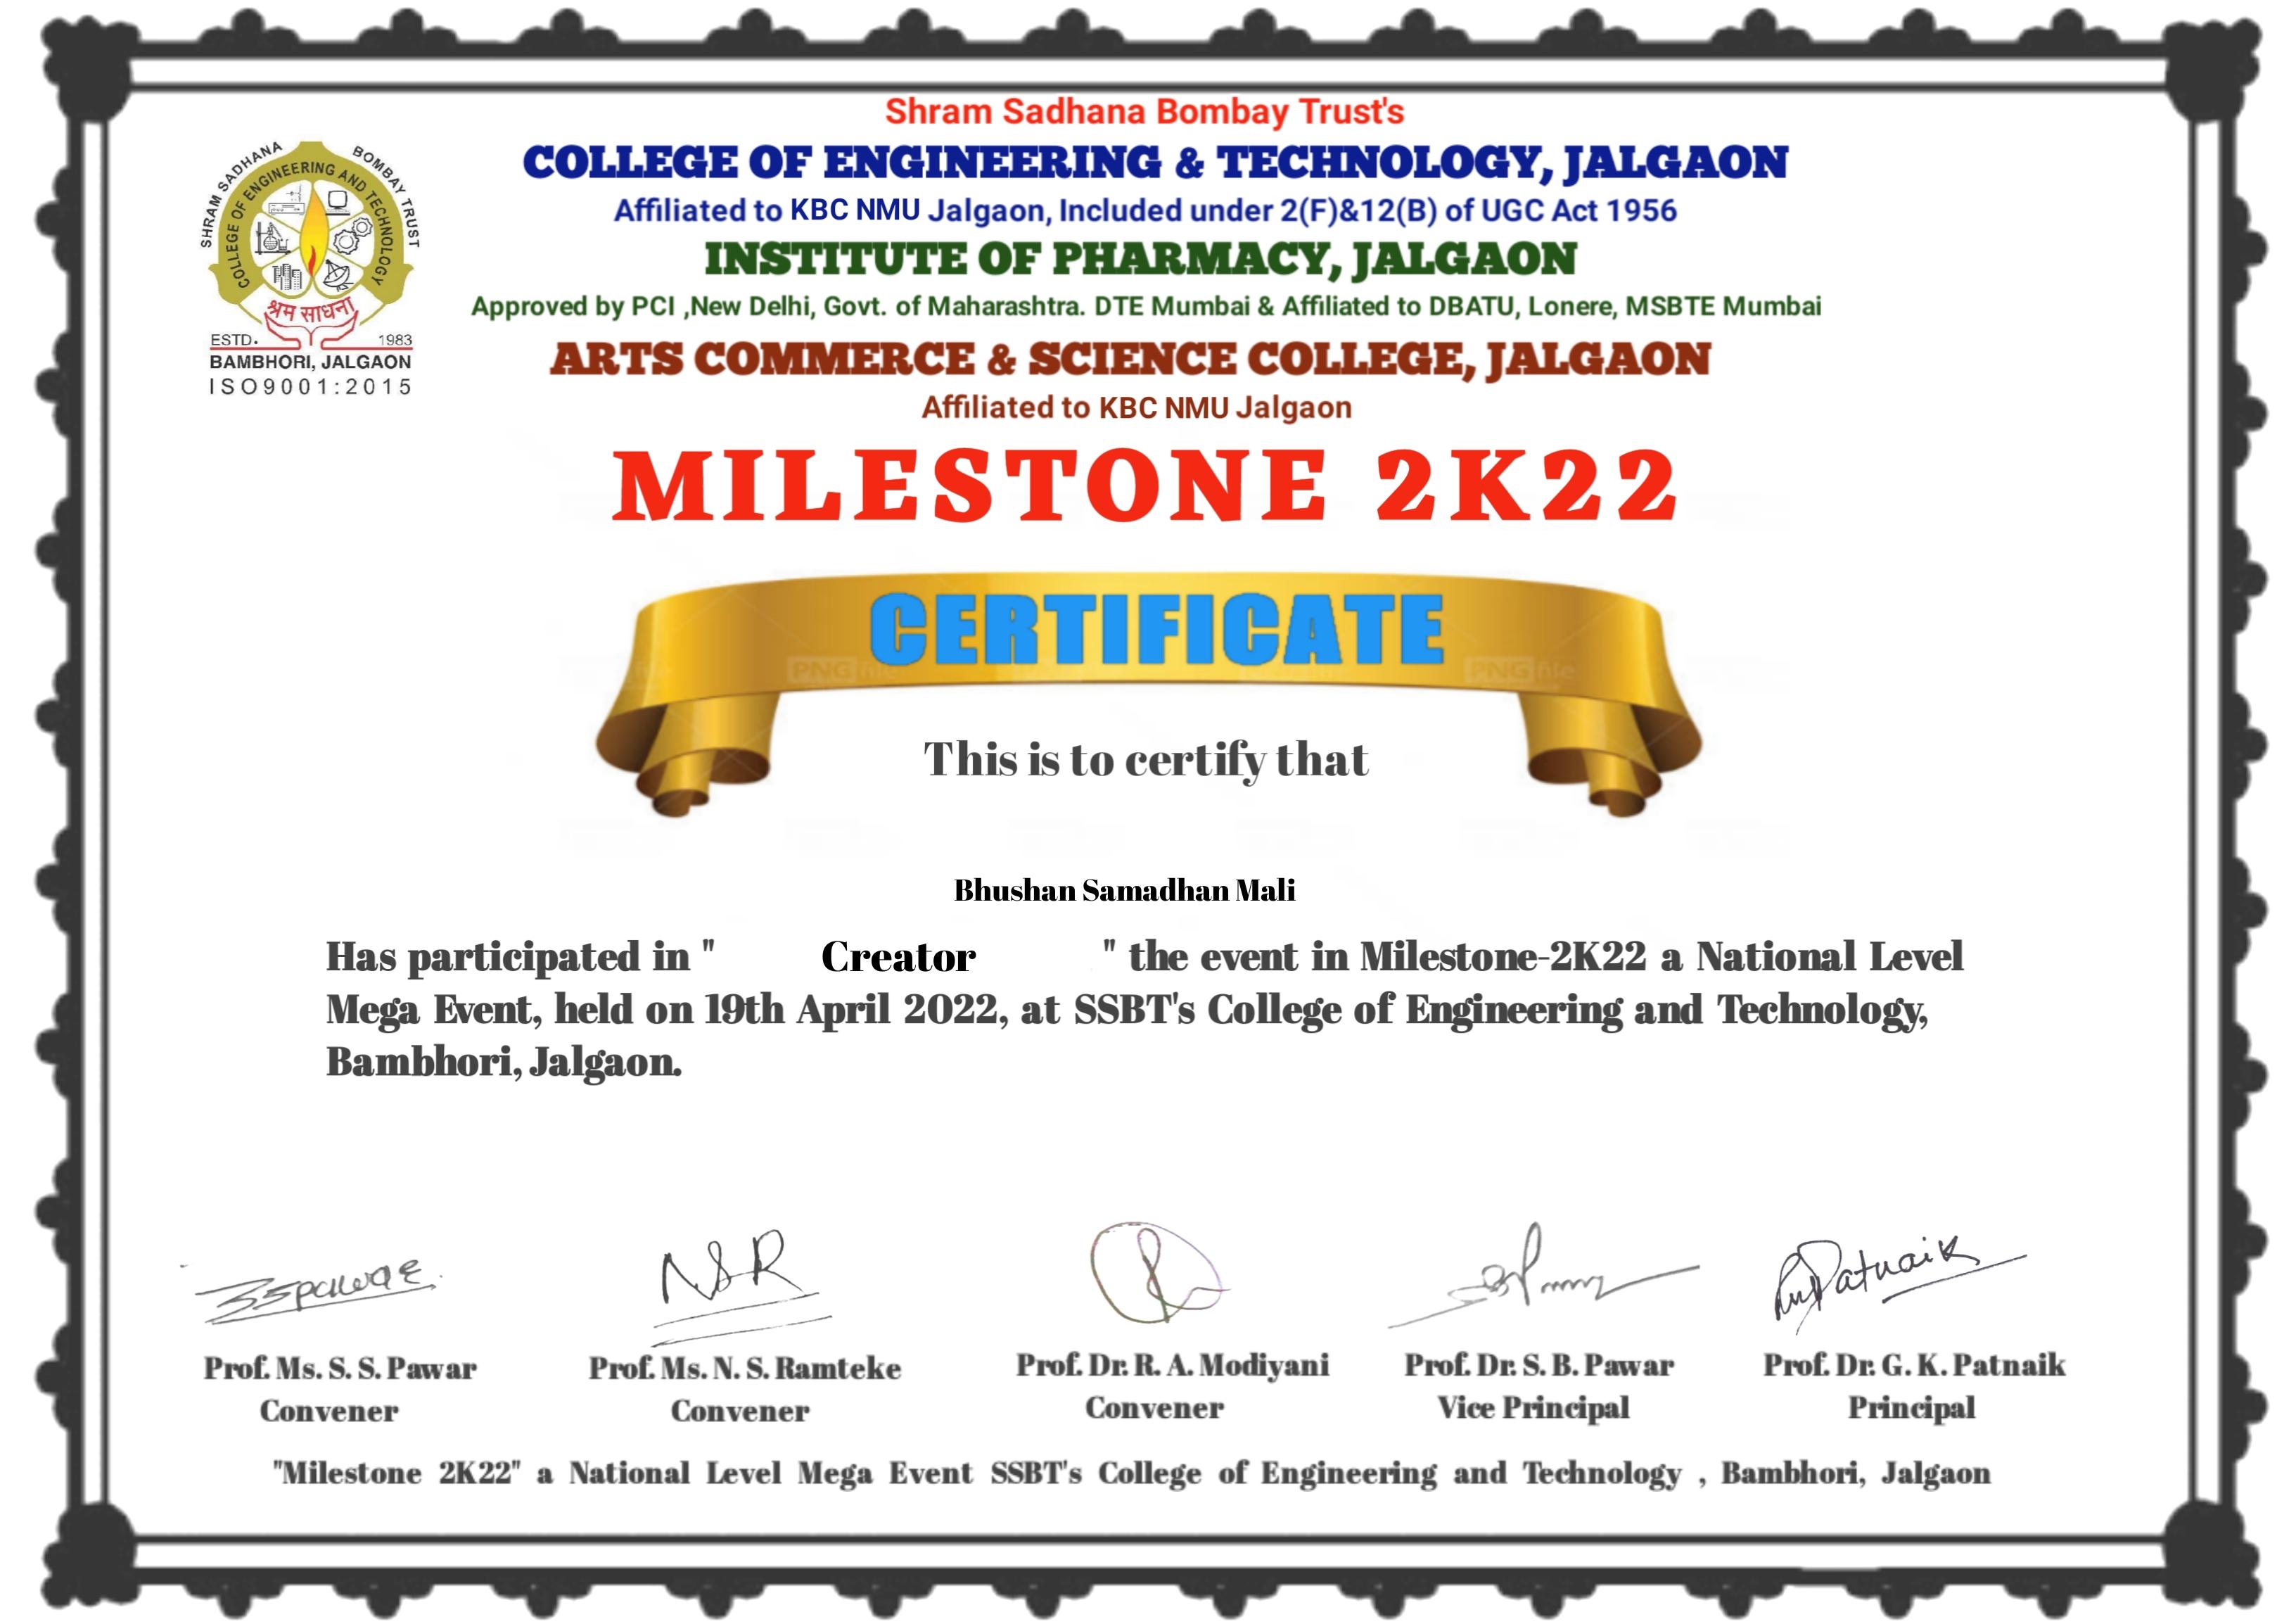 Shram Sadhana Bombay Trust's
COLLEGE OF ENGINEERING & TECHNOLOGY, JALGAON
Affiliated to KBC NMU Jalgaon, Included under 2(F)&12(B) of UGC Act 1956
INSTITUTE OF PHARMACY, JALGAON
Approved by PCI ,New Delhi, Govt. of Maharashtra. DTE Mumbai & Affiliated to DBATU, Lonere, MSBTE Mumbai
ARTS COMMERCE & SCIENCE COLLEGE, JALGAON
Affiliated to KBC NMU Jalgaon
SHRAM SADHANA BOMBAY TRUST
COLLEGE OF ENGINEERING AND TECHNOLOGY
श्रम साधना
ESTD. 1983
BAMBHORI, JALGAON
ISO9001:2015
MILESTONE 2K22
CERTIFICATE
PNG file PNG file
This is to certify that
Bhushan Samadhan Mali
Has participated in " Creator " the event in Milestone-2K22 a National Level
Mega Event, held on 19th April 2022, at SSBT's College of Engineering and Technology,
Bambhori, Jalgaon.
SSPawar NSR Patnaik
Prof. Ms. S. S. Pawar Prof. Ms. N. S. Ramteke Prof. Dr. R. A. Modiyani Prof. Dr. S. B. Pawar Prof. Dr. G. K. Patnaik
Convener Convener Convener Vice Principal Principal
"Milestone 2K22" a National Level Mega Event SSBT's College of Engineering and Technology , Bambhori, Jalgaon